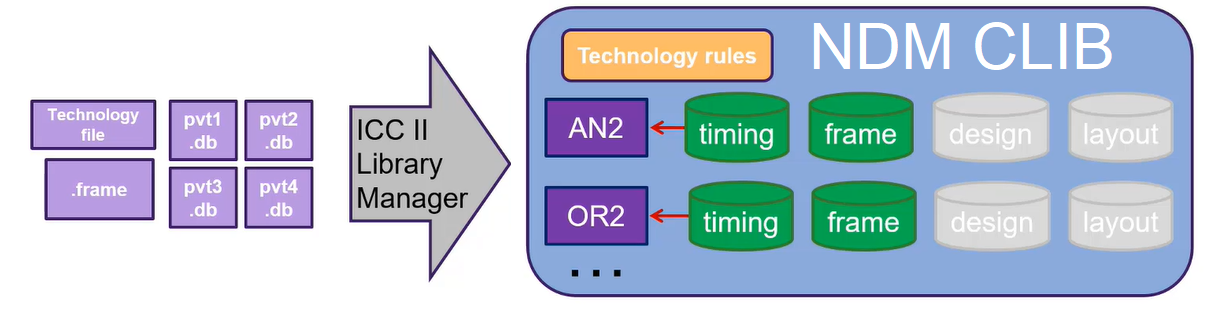 Technology
file
pvt1
.db
pvt2
.db
.frame
pvt3
.db
pvt4
.db
ICC II
Library
Manager
NDM CLIB
Technology rules
AN2
timing
frame
design
layout
OR2
timing
frame
design
layout
...